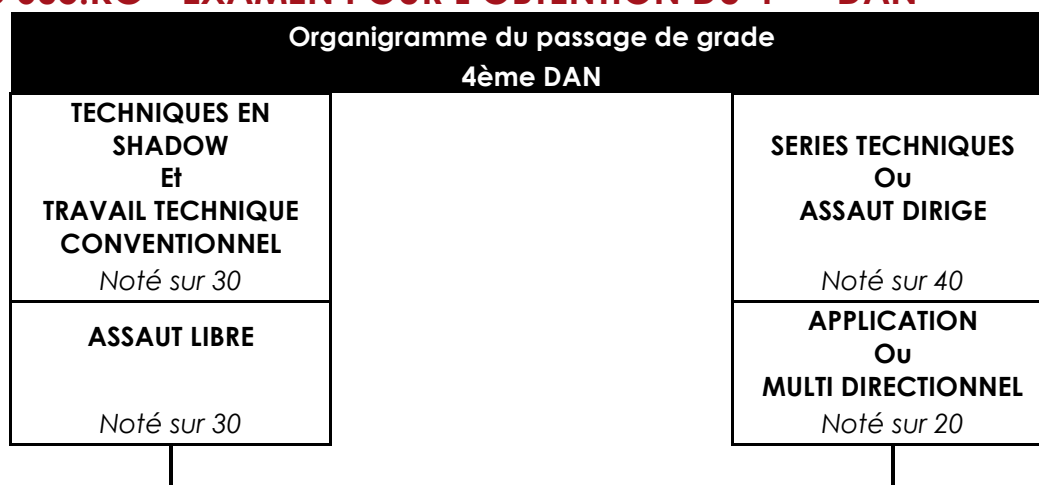 Organigramme du passage de grade
4ème DAN
TECHNIQUES EN
SHADOW
Et
TRAVAIL TECHNIQUE
CONVENTIONNEL
Noté sur 30
ASSAUT LIBRE
Noté sur 30
SERIES TECHNIQUES
Ou
ASSAUT DIRIGE
Noté sur 40
APPLICATION
Ou
MULTI DIRECTIONNEL
Noté sur 20